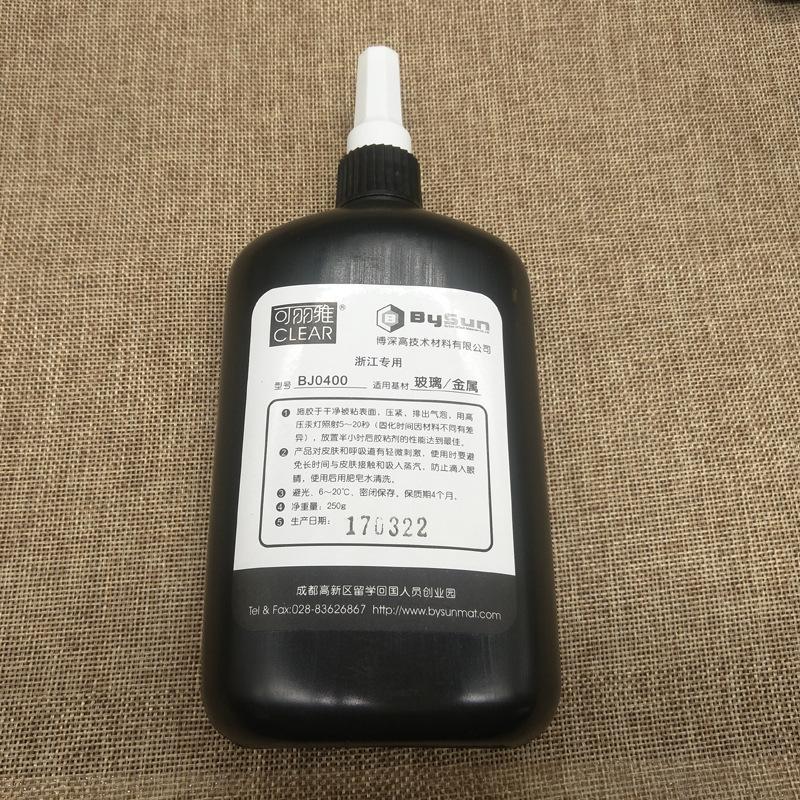 可丽雅®
CLEAR
BySun
博深高技术材料有限公司
浙江专用
型号 BJ0400 适用基材 玻璃/金属
❶ 施胶于干净被粘表面，压紧、排出气泡，用高
压汞灯照射5～20秒（固化时间因材料不同有差
异），放置半小时后胶粘剂的性能达到最佳。
❷ 产品对皮肤和呼吸道有轻微刺激，使用时要避
免长时间与皮肤接触和吸入蒸汽，防止滴入眼
睛，使用后用肥皂水清洗。
❸ 避光、6～20℃、密闭保存，保质期4个月。
❹ 净重量：250g
❺ 生产日期： 170322
成都高新区留学回国人员创业园
Tel & Fax:028-83626867 http://www.bysunmat.com